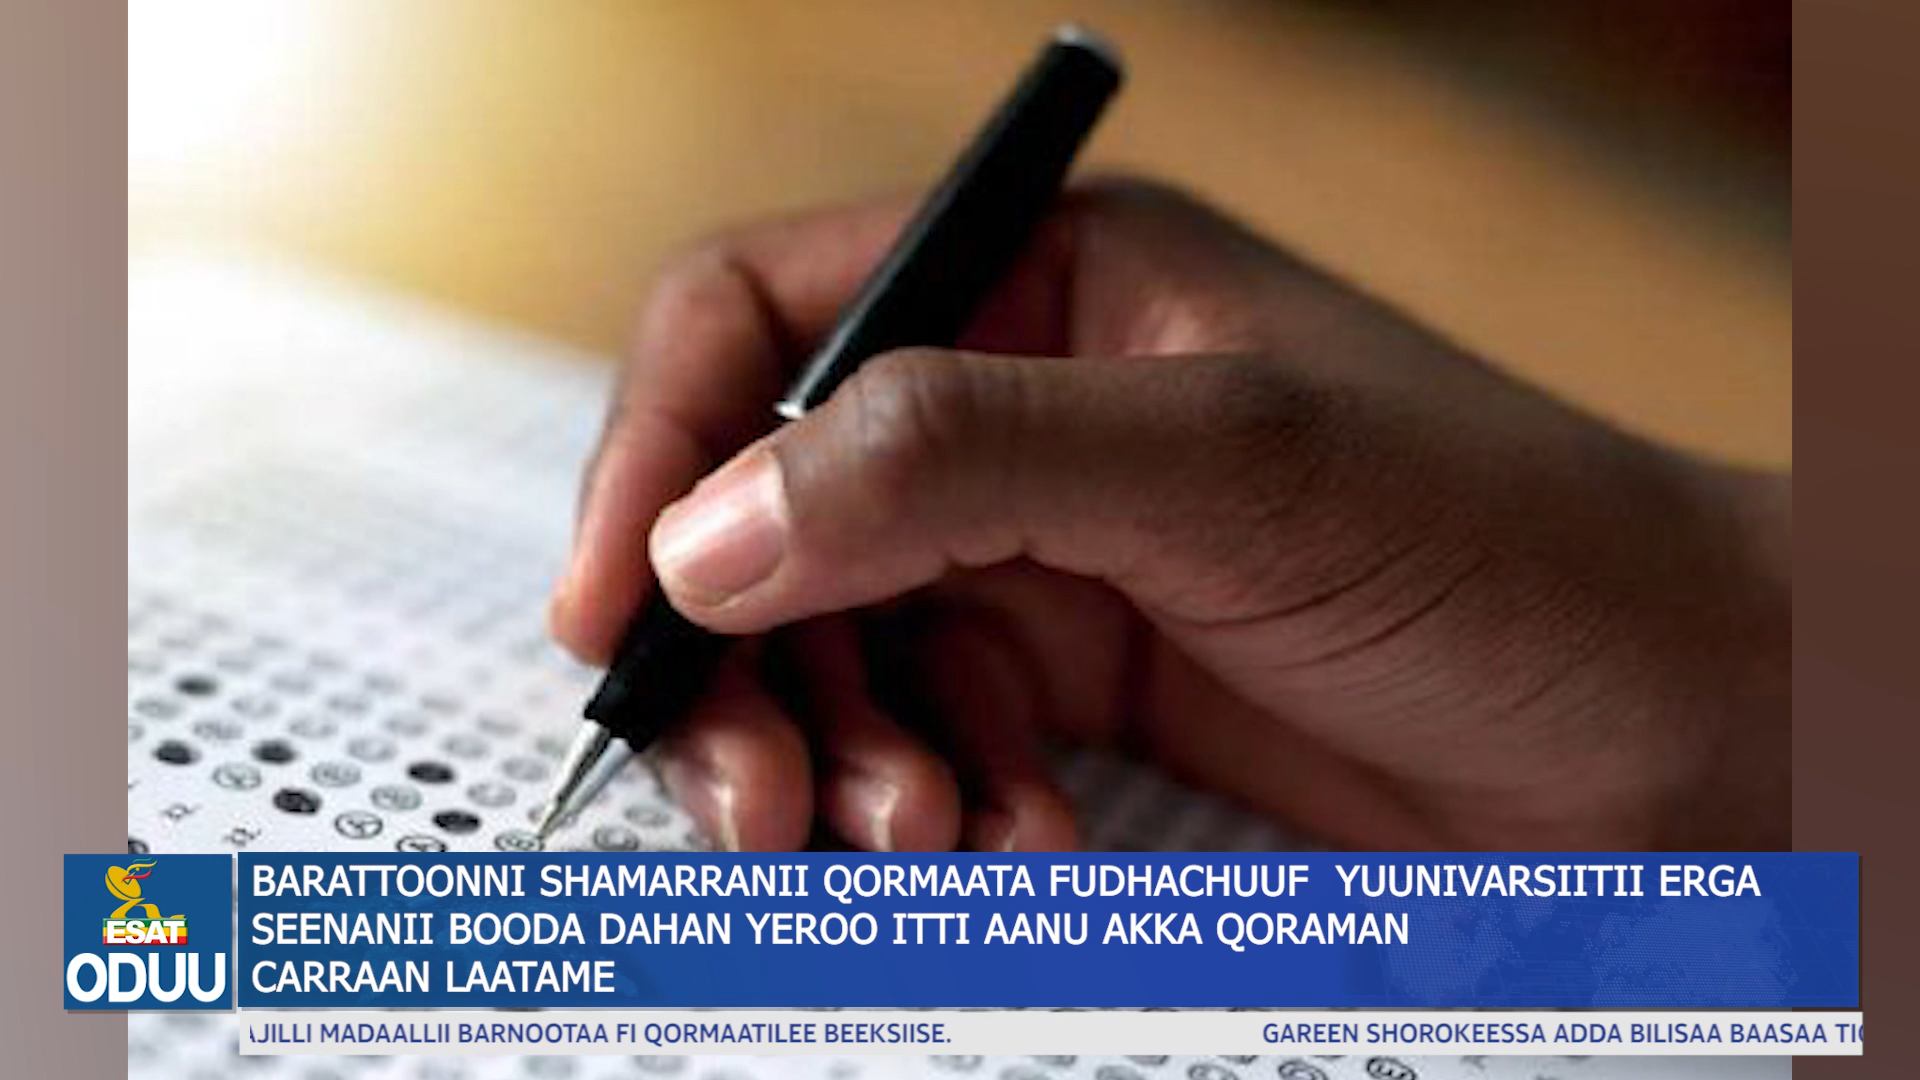 BARATTOONNI SHAMARRANII QORMAATA FUDHACHUUF YUUNIVARSIITII ERGA
SEENANII BOODA DAHAN YEROO ITTI AANU AKKA QORAMAN
CARRAAN LAATAME
ESAT
ODUU
MADAALLII BARNOOTAA FI QORMAATILEE BEEKSIISE.
GAREEN SHOROKEESSA ADDA BILISAA BAASAA